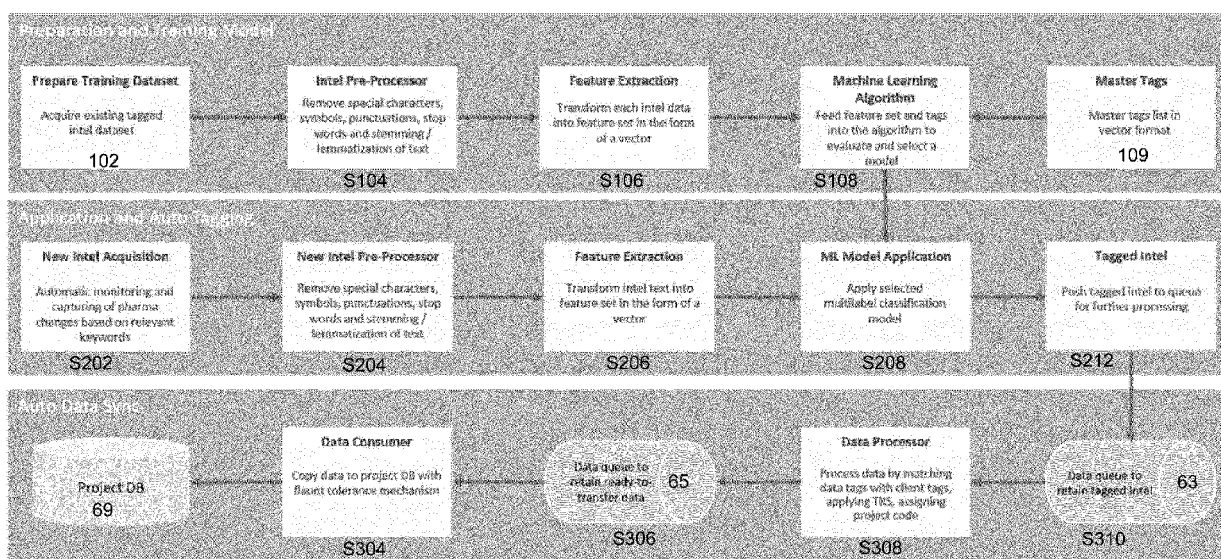 Preparation and Training Model
Prepare Training Dataset
Acquire existing tagged
intel dataset
102
Intel Pre-Processor
Remove special characters,
symbols, punctuations, stop
words and stemming /
lemmatization of text
S104
Feature Extraction
Transform each intel data
into feature set in the form
of a vector
S106
Machine Learning
Algorithm
Feed feature set and tags
into the algorithm to
evaluate and select a
model
S108
Master Tags
Master tags list in
vector format
109
Application and Auto Tagging
New Intel Acquisition
Automatic monitoring and
capturing of pharma
changes based on relevant
keywords
S202
New Intel Pre-Processor
Remove special characters,
symbols, punctuations, stop
words and stemming /
lemmatization of text
S204
Feature Extraction
Transform intel text into
feature set in the form of a
vector
S206
ML Model Application
Apply selected
multilabel classification
model
S208
Tagged Intel
Push tagged intel to queue
for further processing
S212
Auto Data Sync
Project DB
69
Data Consumer
Copy data to project DB with
tolerance mechanism
S304
Data queue to
retain ready-to-
transfer data
65
S306
Data Processor
Process data by matching
data tags with client tags,
applying TXS, assigning
project code
S308
Data queue to
retain tagged intel
63
S310